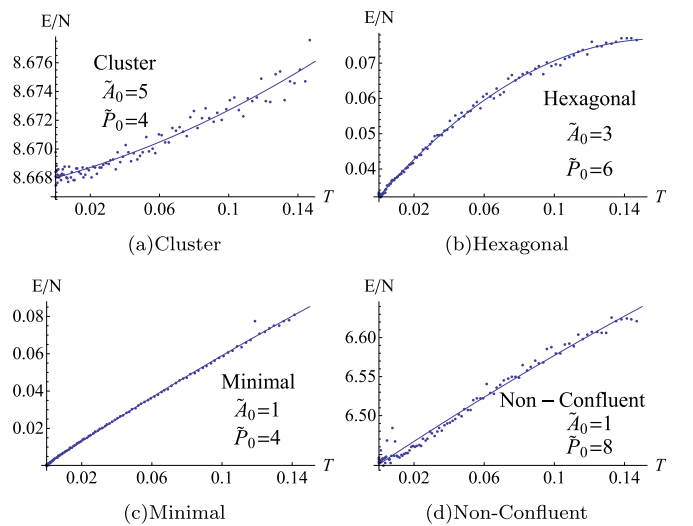 E/N
8.676
8.674
8.672
8.670
8.668
Cluster
Ã₀=5
P̃₀=4
0.02
0.06
0.1
0.14
T
(a)Cluster
E/N
0.07
0.06
0.05
0.04
Hexagonal
Ã₀=3
P̃₀=6
0.02
0.06
0.1
0.14
T
(b)Hexagonal
E/N
0.08
0.06
0.04
0.02
Minimal
Ã₀=1
P̃₀=4
0.02
0.06
0.1
0.14
T
(c)Minimal
E/N
6.60
6.55
6.50
Non – Confluent
Ã₀=1
P̃₀=8
0.02
0.06
0.1
0.14
T
(d)Non-Confluent